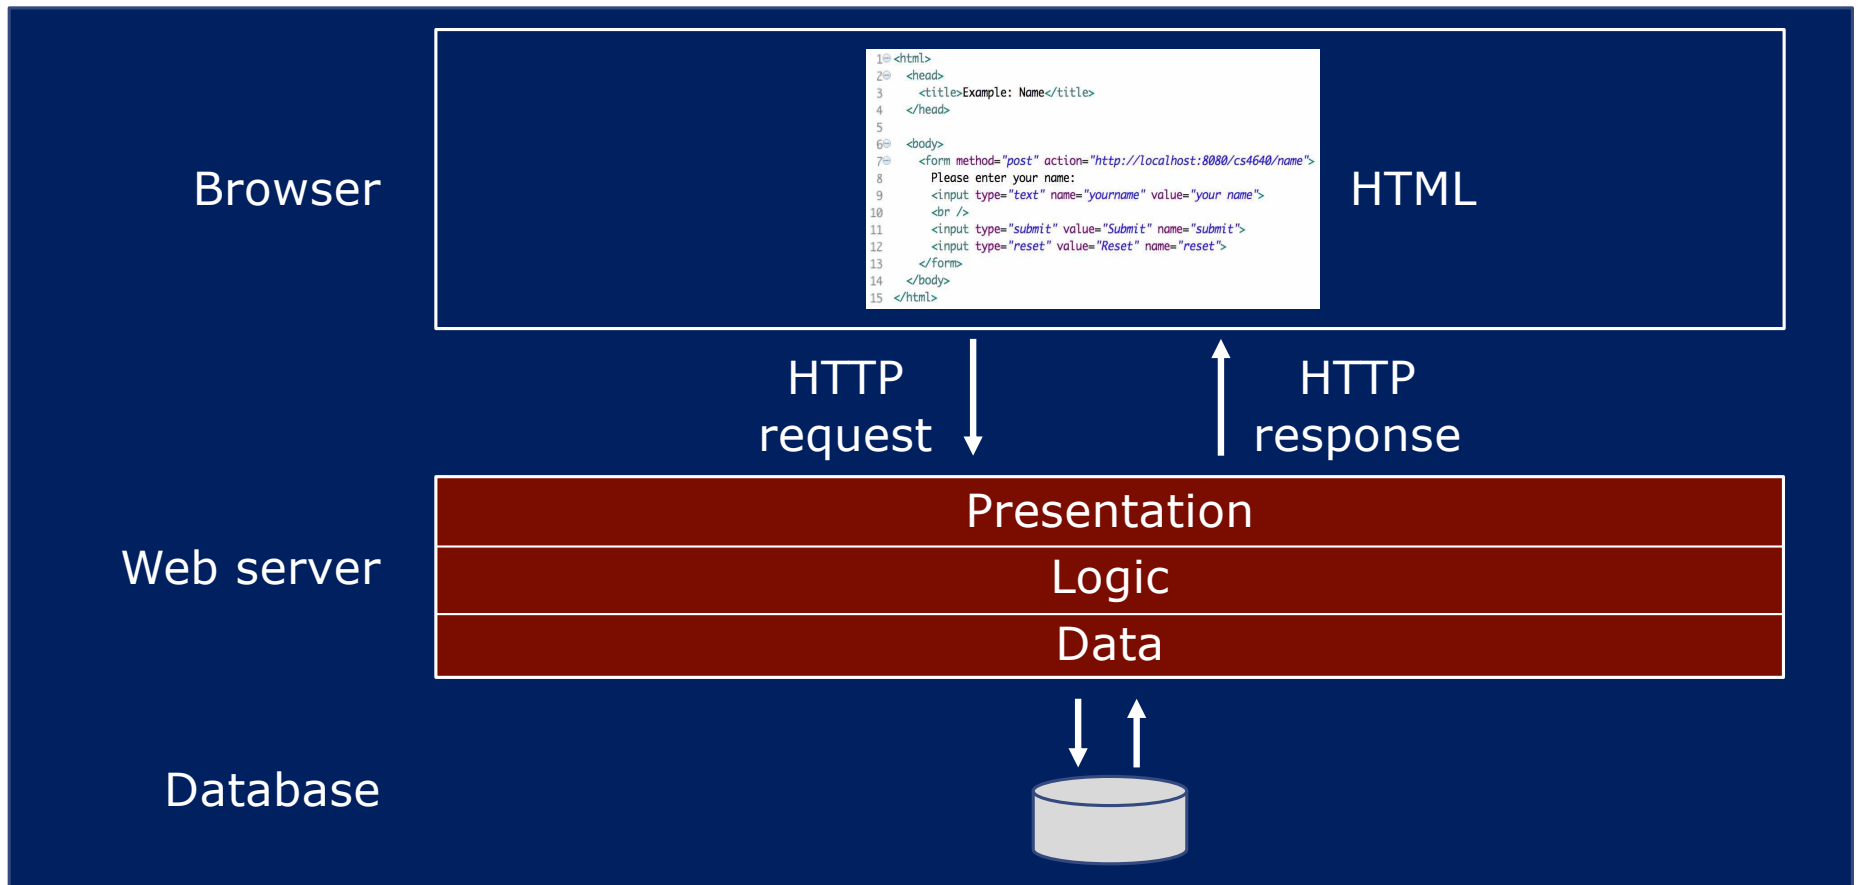 Browser
1 <html>
2 <head>
3 <title>Example: Name</title>
4 </head>
5
6 <body>
7 <form method="post" action="http://localhost:8080/cs4640/name">
8 Please enter your name:
9 <input type="text" name="yourname" value="your name">
10 <br />
11 <input type="submit" value="Submit" name="submit">
12 <input type="reset" value="Reset" name="reset">
13 </form>
14 </body>
15 </html>
HTML
HTTP
request
HTTP
response
Web server
Presentation
Logic
Data
Database